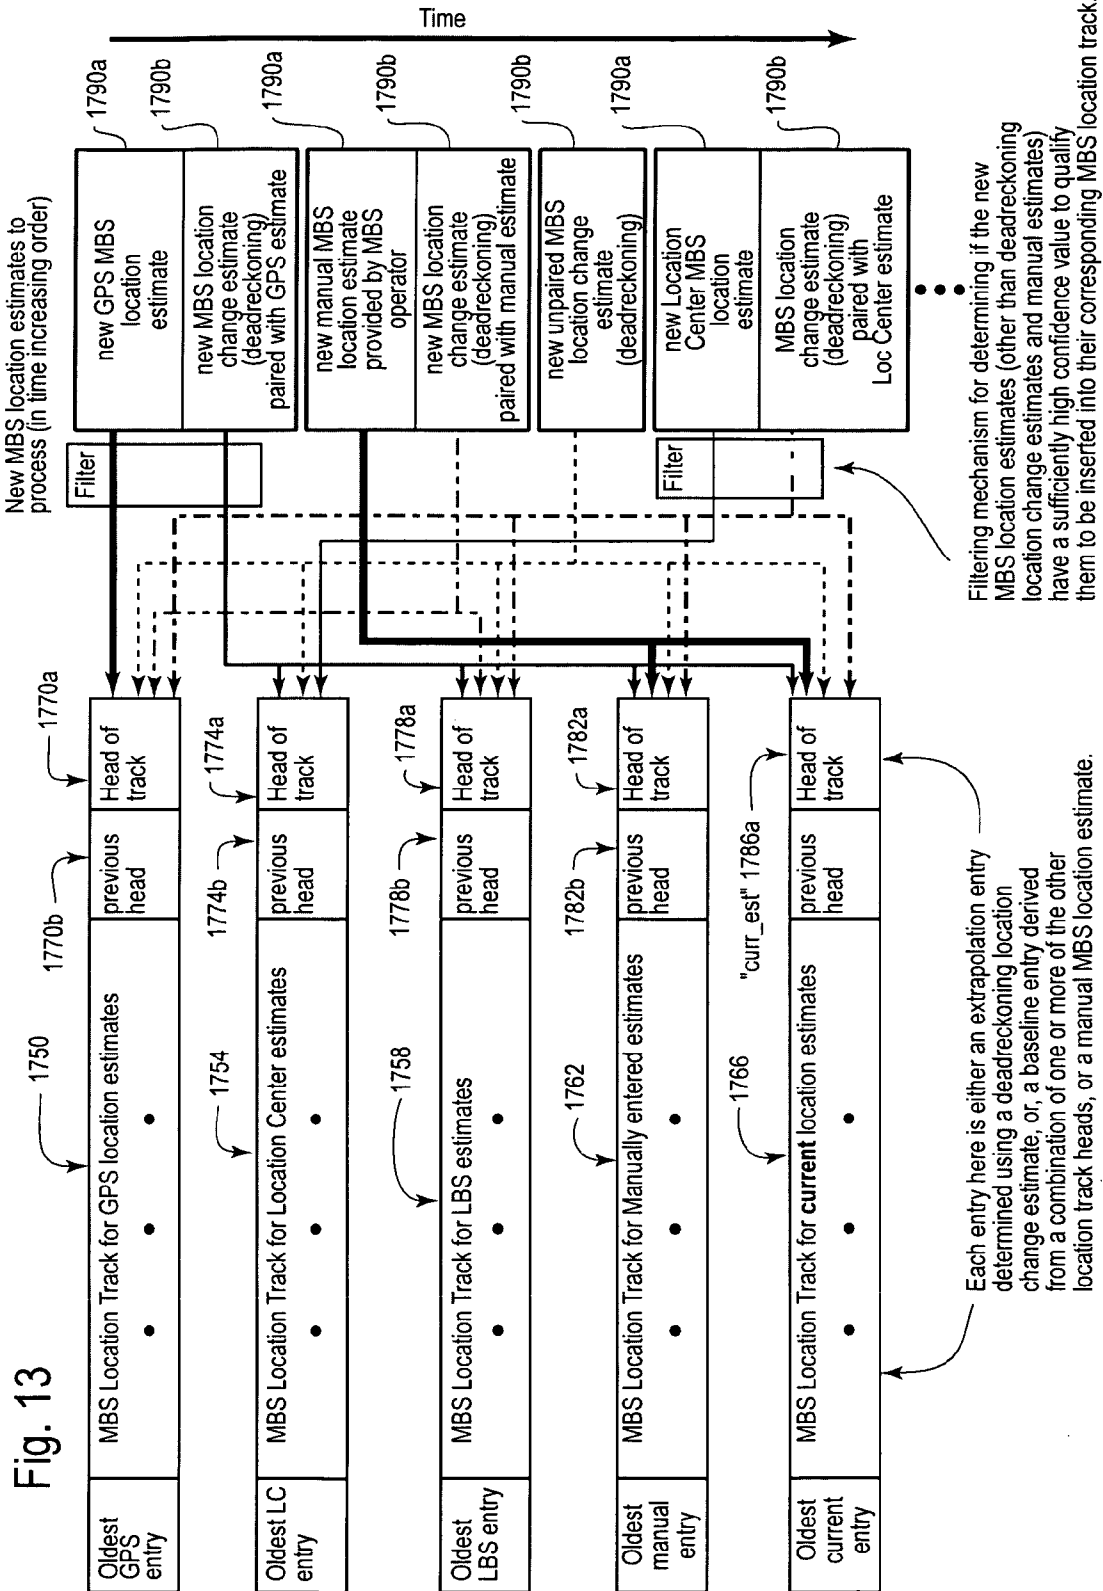 Fig. 13
New MBS location estimates to
process (in time increasing order)
Time
1790a
1790b
1790a
1790b
1790b
1790a
1790b
new GPS MBS
location
estimate
new MBS location
change estimate
(deadreckoning)
paired with GPS estimate
new manual MBS
location estimate
provided by MBS
operator
new MBS location
change estimate
(deadreckoning)
paired with manual estimate
new unpaired MBS
location change
estimate
(deadreckoning)
new Location
Center MBS
location
estimate
MBS location
change estimate
(deadreckoning)
paired with
Loc Center estimate
Filter
Filter
Filtering mechanism for determining if the new
MBS location estimates (other than deadreckoning
location change estimates and manual estimates)
have a sufficiently high confidence value to qualify
them to be inserted into their corresponding MBS location track.
1750
1770b
1770a
Oldest
GPS
entry
MBS Location Track for GPS location estimates
previous
head
Head of
track
1754
1774b
1774a
Oldest LC
entry
MBS Location Track for Location Center estimates
previous
head
Head of
track
1758
1778b
1778a
Oldest
LBS entry
MBS Location Track for LBS estimates
previous
head
Head of
track
1762
1782b
1782a
Oldest
manual
entry
MBS Location Track for Manually entered estimates
previous
head
Head of
track
1766
"curr_est" 1786a
Oldest
current
entry
MBS Location Track for current location estimates
previous
head
Head of
track
Each entry here is either an extrapolation entry
determined using a deadreckoning location
change estimate, or, a baseline entry derived
from a combination of one or more of the other
location track heads, or a manual MBS location estimate.